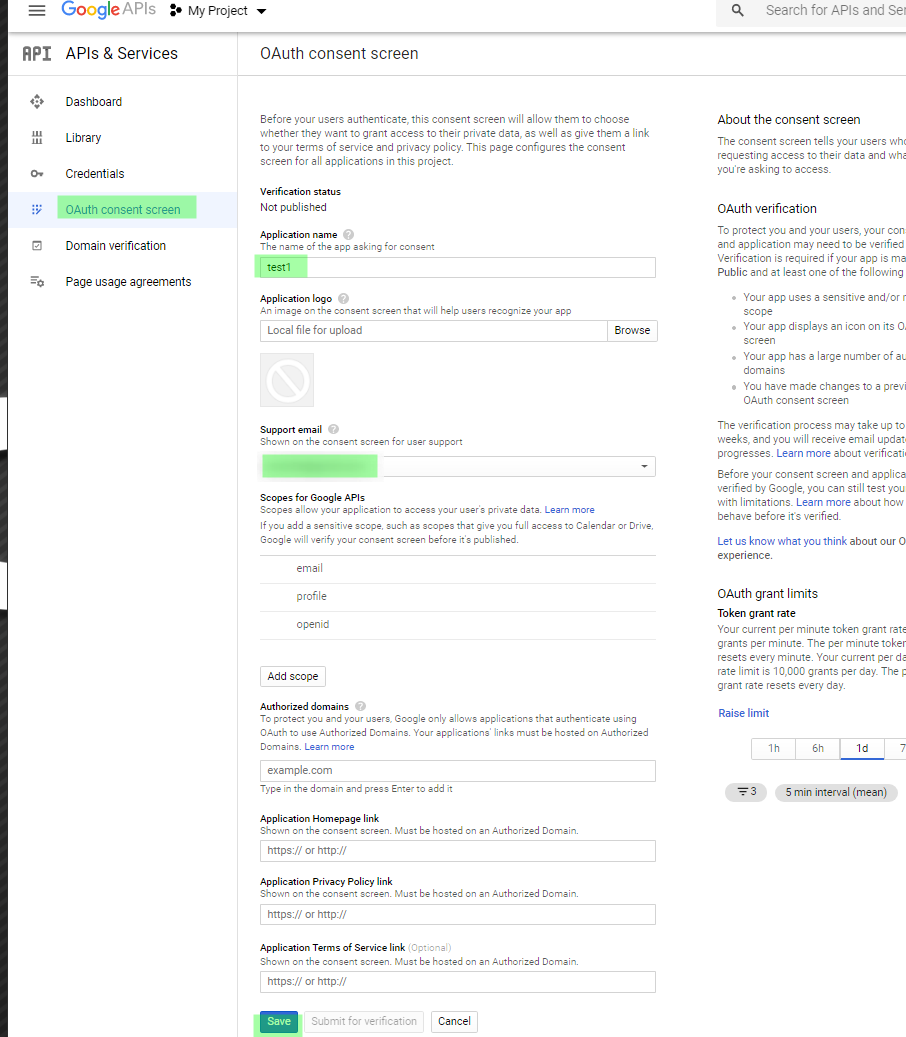 Google APIs My Project Search for APIs and Ser
API APIs & Services
OAuth consent screen
Dashboard
Library
Credentials
OAuth consent screen
Domain verification
Page usage agreements
Before your users authenticate, this consent screen will allow them to choose
whether they want to grant access to their private data, as well as give them a link
to your terms of service and privacy policy. This page configures the consent
screen for all applications in this project.
Verification status
Not published
Application name ?
The name of the app asking for consent
test1
Application logo ?
An image on the consent screen that will help users recognize your app
Local file for upload Browse
Support email ?
Shown on the consent screen for user support
Scopes for Google APIs
Scopes allow your application to access your user's private data. Learn more
If you add a sensitive scope, such as scopes that give you full access to Calendar or Drive,
Google will verify your consent screen before it's published.
email
profile
openid
Add scope
Authorized domains ?
To protect you and your users, Google only allows applications that authenticate using
OAuth to use Authorized Domains. Your applications' links must be hosted on Authorized
Domains. Learn more
example.com
Type in the domain and press Enter to add it
Application Homepage link
Shown on the consent screen. Must be hosted on an Authorized Domain.
https:// or http://
Application Privacy Policy link
Shown on the consent screen. Must be hosted on an Authorized Domain.
https:// or http://
Application Terms of Service link (Optional)
Shown on the consent screen. Must be hosted on an Authorized Domain.
https:// or http://
Save Submit for verification Cancel
About the consent screen
The consent screen tells your users who
requesting access to their data and wha
you're asking to access.
OAuth verification
To protect you and your users, your con
and application may need to be verified
Verification is required if your app is ma
Public and at least one of the following
Your app uses a sensitive and/or r
scope
Your app displays an icon on its O
screen
Your app has a large number of au
domains
You have made changes to a previ
OAuth consent screen
The verification process may take up to
weeks, and you will receive email update
progresses. Learn more about verificatio
Before your consent screen and applica
verified by Google, you can still test your
with limitations. Learn more about how
behave before it's verified.
Let us know what you think about our O
experience.
OAuth grant limits
Token grant rate
Your current per minute token grant rate
grants per minute. The per minute token
resets every minute. Your current per da
rate limit is 10,000 grants per day. The p
grant rate resets every day.
Raise limit
1h 6h 1d 7
3 5 min interval (mean)